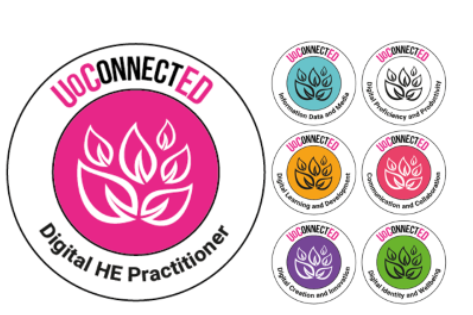 UoCONNECTED
Digital HE Practitioner
UoCONNECTED
Information Data and Media
UoCONNECTED
Digital Proficiency and Productivity
UoCONNECTED
Digital Learning and Development
UoCONNECTED
Communication and Collaboration
UoCONNECTED
Digital Creation and Innovation
UoCONNECTED
Digital Identity and Wellbeing